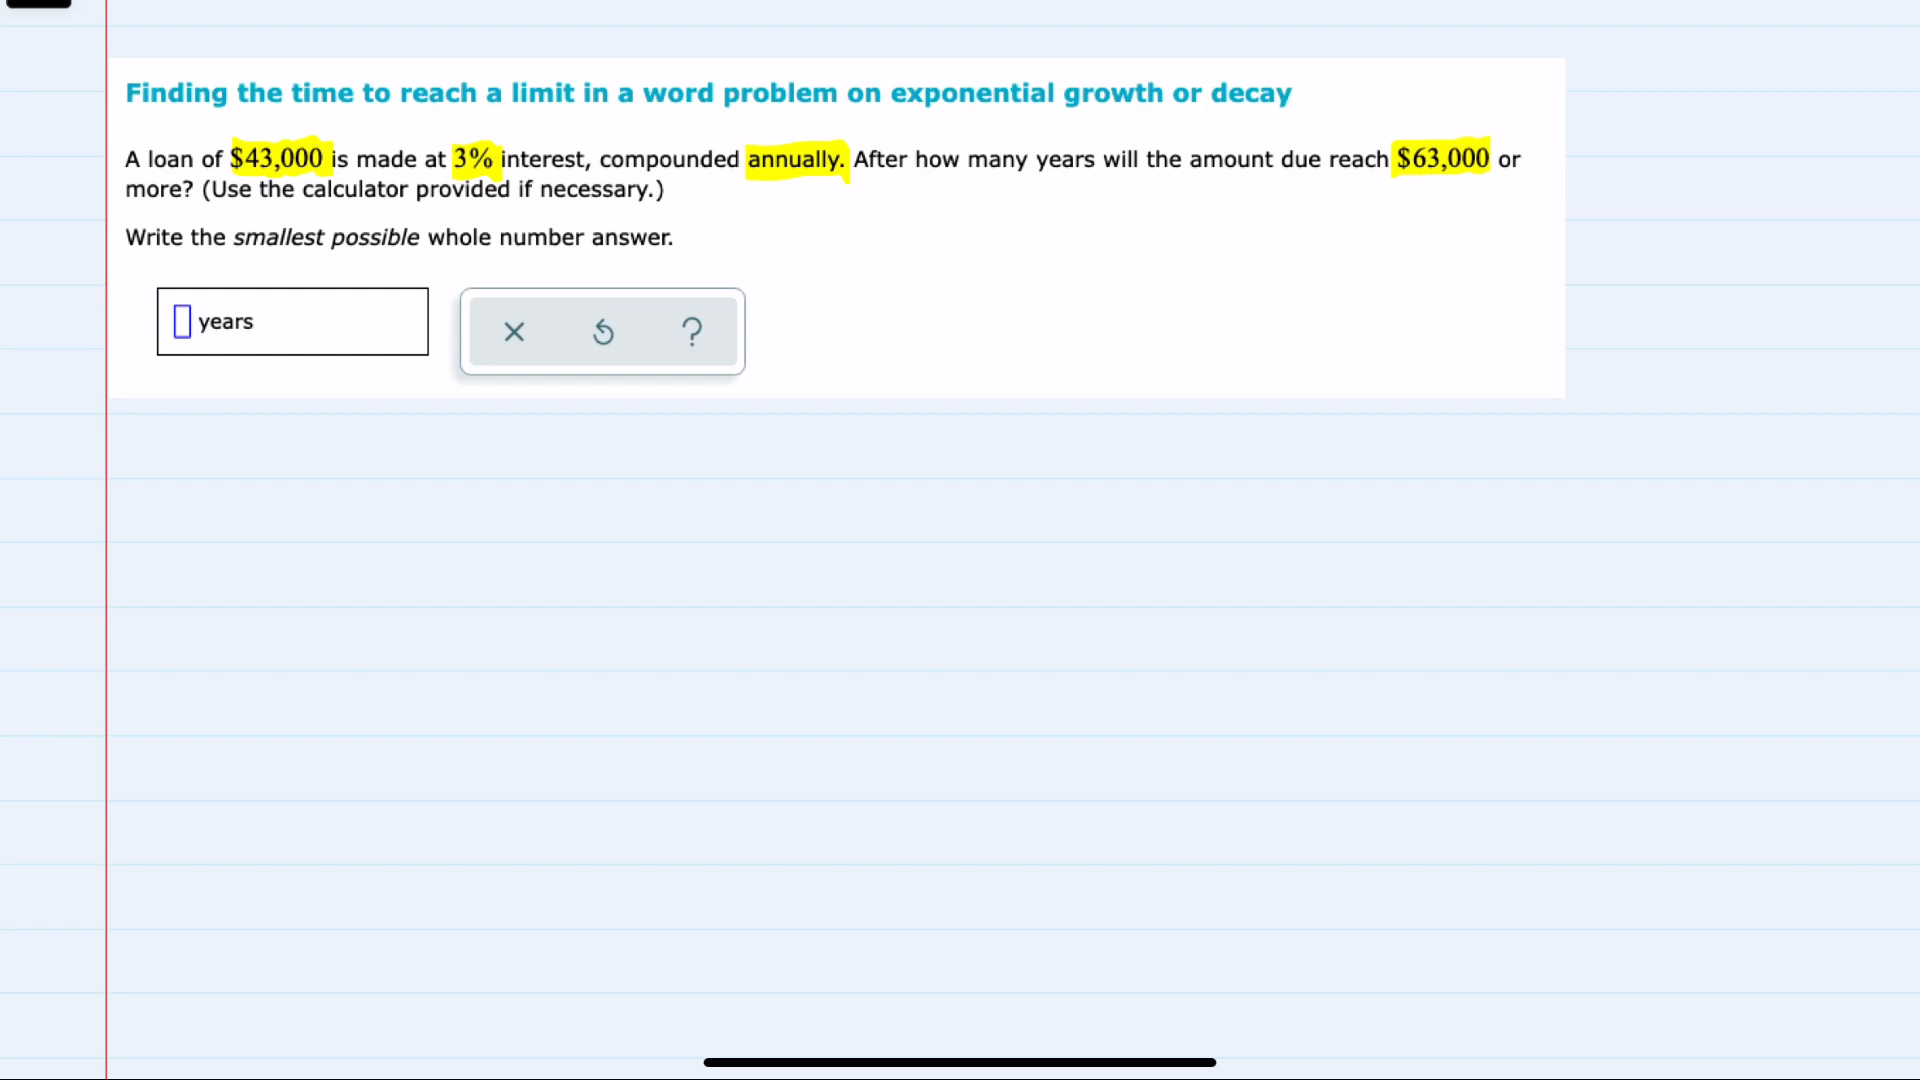 Finding the time to reach a limit in a word problem on exponential growth or decay
A loan of $43,000 is made at 3% interest, compounded annually. After how many years will the amount due reach $63,000 or
more? (Use the calculator provided if necessary.)
Write the smallest possible whole number answer.
years
?